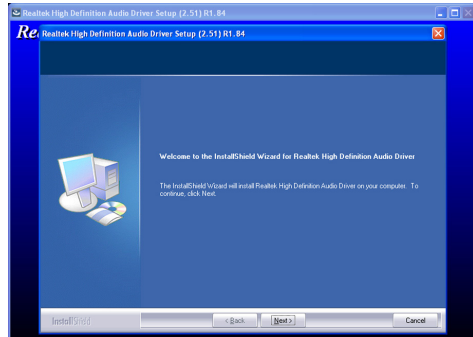 Realtek High Definition Audio Driver Setup (2.51) R1.84
Re
Realtek High Definition Audio Driver Setup (2.51) R1.84
Welcome to the InstallShield Wizard for Realtek High Definition Audio Driver
The InstallShield Wizard will install Realtek High Definition Audio Driver on your computer. To
continue, click Next.
InstallShield
< Back
Next >
Cancel